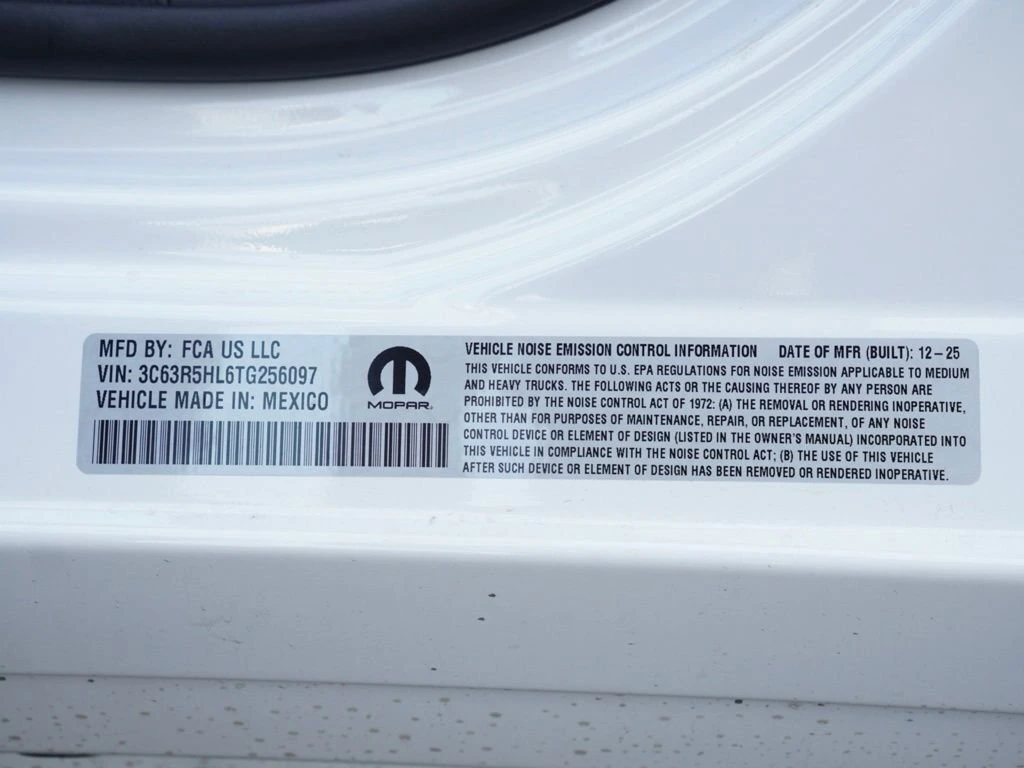 MFD BY: FCA US LLC
VIN: 3C63R5HL6TG256097
VEHICLE MADE IN: MEXICO
MOPAR
VEHICLE NOISE EMISSION CONTROL INFORMATION DATE OF MFR (BUILT): 12-25
THIS VEHICLE CONFORMS TO U.S. EPA REGULATIONS FOR NOISE EMISSION APPLICABLE TO MEDIUM
AND HEAVY TRUCKS. THE FOLLOWING ACTS OR THE CAUSING THEREOF BY ANY PERSON ARE
PROHIBITED BY THE NOISE CONTROL ACT OF 1972: (A) THE REMOVAL OR RENDERING INOPERATIVE,
OTHER THAN FOR PURPOSES OF MAINTENANCE, REPAIR, OR REPLACEMENT, OF ANY NOISE
CONTROL DEVICE OR ELEMENT OF DESIGN (LISTED IN THE OWNER'S MANUAL) INCORPORATED INTO
THIS VEHICLE IN COMPLIANCE WITH THE NOISE CONTROL ACT; (B) THE USE OF THIS VEHICLE
AFTER SUCH DEVICE OR ELEMENT OF DESIGN HAS BEEN REMOVED OR RENDERED INOPERATIVE.